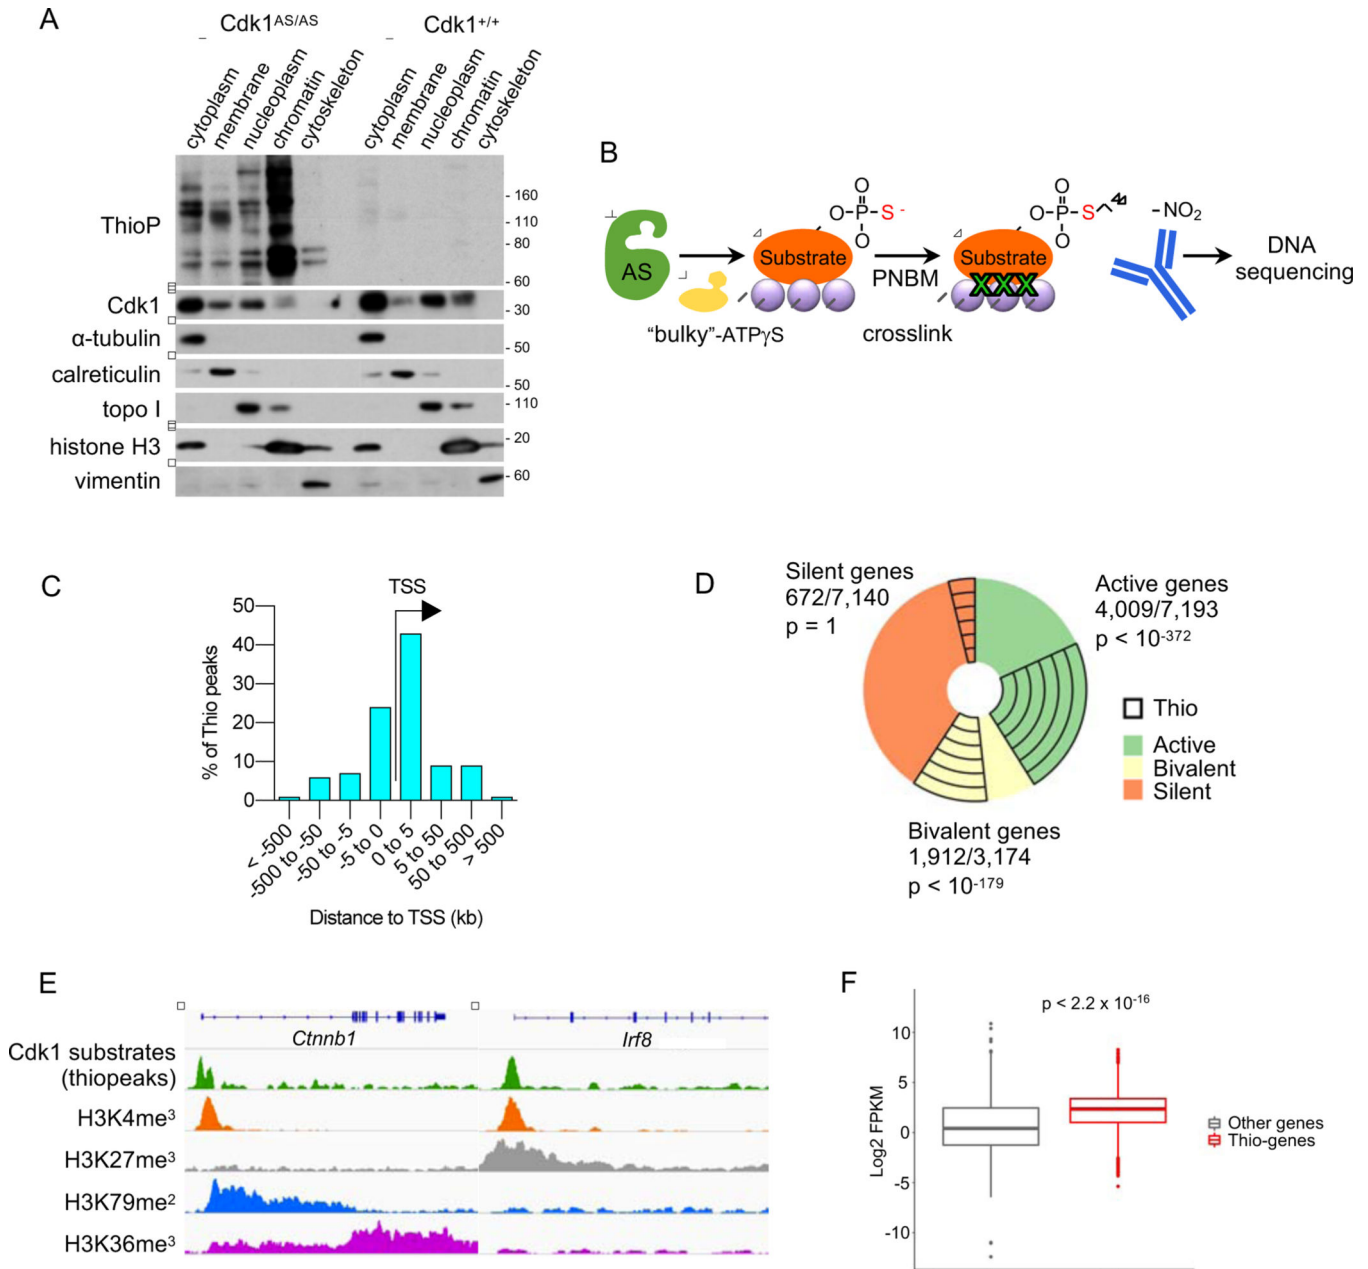 A
Cdk1AS/AS
Cdk1+/+
cytoplasm
membrane
nucleoplasm
chromatin
cytoskeleton
cytoplasm
membrane
nucleoplasm
chromatin
cytoskeleton
ThioP
- 160
- 110
- 80
- 60
Cdk1
- 30
α-tubulin
- 50
calreticulin
- 50
topo I
- 110
histone H3
- 20
vimentin
- 60
B
AS
"bulky"-ATPγS
Substrate
O
O-P-S -
O
PNBM
crosslink
Substrate
XXX
O
O-P-S
O
-NO2
DNA
sequencing
C
TSS
% of Thio peaks
50
40
30
20
10
0
< -500
-500 to -50
-50 to -5
-5 to 0
0 to 5
5 to 50
50 to 500
> 500
Distance to TSS (kb)
D
Silent genes
672/7,140
p = 1
Active genes
4,009/7,193
p < 10-372
Thio
Active
Bivalent
Silent
Bivalent genes
1,912/3,174
p < 10-179
E
Ctnnb1
Irf8
Cdk1 substrates
(thiopeaks)
H3K4me3
H3K27me3
H3K79me2
H3K36me3
F
p < 2.2 x 10-16
Log2 FPKM
10
5
0
-5
-10
Other genes
Thio-genes